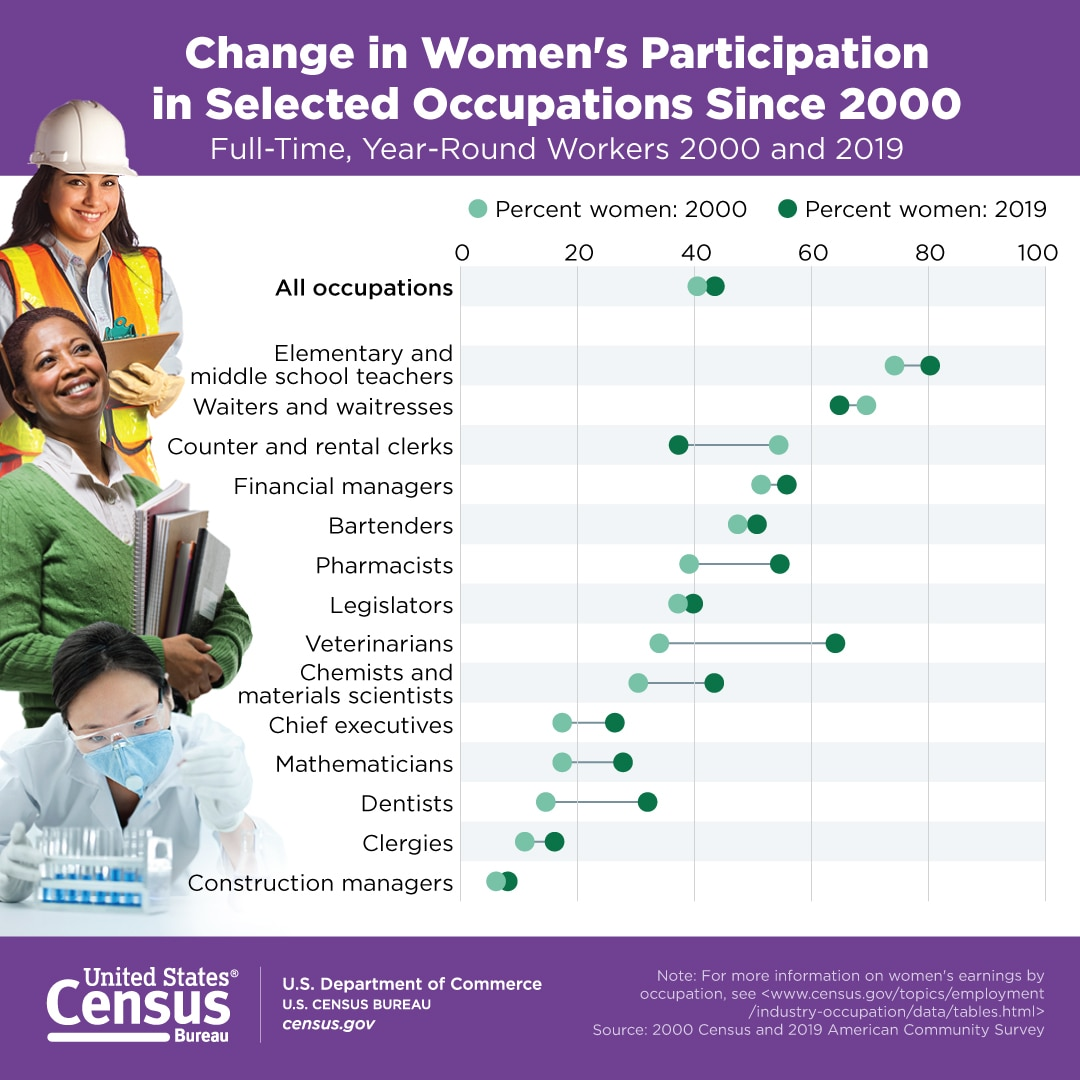 Change in Women's Participation
in Selected Occupations Since 2000
Full-Time, Year-Round Workers 2000 and 2019
Percent women: 2000 Percent women: 2019
0 20 40 60 80 100
All occupations
Elementary and
middle school teachers
Waiters and waitresses
Counter and rental clerks
Financial managers
Bartenders
Pharmacists
Legislators
Veterinarians
Chemists and
materials scientists
Chief executives
Mathematicians
Dentists
Clergies
Construction managers
United States®
Census
Bureau
U.S. Department of Commerce
U.S. CENSUS BUREAU
census.gov
Note: For more information on women's earnings by
occupation, see <www.census.gov/topics/employment
/industry-occupation/data/tables.html>
Source: 2000 Census and 2019 American Community Survey